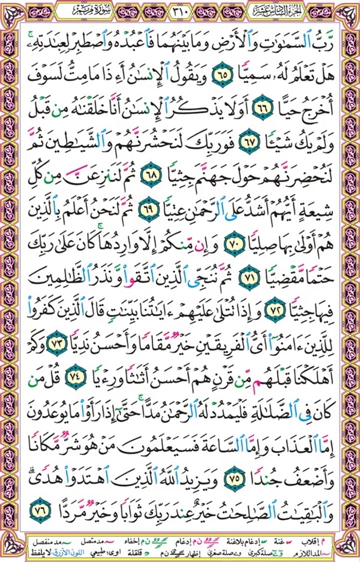 الجزء السادس عشر ٣١٠ سورة مريم
رَّبُّ السَّمَٰوَٰتِ وَالْأَرْضِ وَمَا بَيْنَهُمَا فَاعْبُدْهُ وَاصْطَبِرْ لِعِبَٰدَتِهِۦۚ
هَلْ تَعْلَمُ لَهُۥ سَمِيًّا ٦٥ وَيَقُولُ الْإِنسَٰنُ أَءِذَا مَا مِتُّ لَسَوْفَ
أُخْرَجُ حَيًّا ٦٦ أَوَلَا يَذْكُرُ الْإِنسَٰنُ أَنَّا خَلَقْنَٰهُ مِن قَبْلُ
وَلَمْ يَكُ شَيْـًٔا ٦٧ فَوَرَبِّكَ لَنَحْشُرَنَّهُمْ وَالشَّيَٰطِينَ ثُمَّ
لَنُحْضِرَنَّهُمْ حَوْلَ جَهَنَّمَ جِثِيًّا ٦٨ ثُمَّ لَنَنزِعَنَّ مِن كُلِّ
شِيعَةٍ أَيُّهُمْ أَشَدُّ عَلَى الرَّحْمَٰنِ عِتِيًّا ٦٩ ثُمَّ لَنَحْنُ أَعْلَمُ بِالَّذِينَ
هُمْ أَوْلَىٰ بِهَا صِلِيًّا ٧٠ وَإِن مِّنكُمْ إِلَّا وَارِدُهَاۚ كَانَ عَلَىٰ رَبِّكَ
حَتْمًا مَّقْضِيًّا ٧١ ثُمَّ نُنَجِّي الَّذِينَ اتَّقَوا وَّنَذَرُ الظَّٰلِمِينَ
فِيهَا جِثِيًّا ٧٢ وَإِذَا تُتْلَىٰ عَلَيْهِمْ ءَايَٰتُنَا بَيِّنَٰتٍ قَالَ الَّذِينَ كَفَرُوا
لِلَّذِينَ ءَامَنُوا أَيُّ الْفَرِيقَيْنِ خَيْرٌ مَّقَامًا وَأَحْسَنُ نَدِيًّا ٧٣ وَكَمْ
أَهْلَكْنَا قَبْلَهُم مِّن قَرْنٍ هُمْ أَحْسَنُ أَثَٰثًا وَرِءْيًا ٧٤ قُلْ مَن
كَانَ فِي الضَّلَٰلَةِ فَلْيَمْدُدْ لَهُ الرَّحْمَٰنُ مَدًّاۚ حَتَّىٰٓ إِذَا رَأَوْا مَا يُوعَدُونَ
إِمَّا الْعَذَابَ وَإِمَّا السَّاعَةَ فَسَيَعْلَمُونَ مَنْ هُوَ شَرٌّ مَّكَانًا
وَأَضْعَفُ جُندًا ٧٥ وَيَزِيدُ اللَّهُ الَّذِينَ اهْتَدَوْا هُدًىۗ
وَالْبَٰقِيَٰتُ الصَّٰلِحَٰتُ خَيْرٌ عِندَ رَبِّكَ ثَوَابًا وَخَيْرٌ مَّرَدًّا ٧٦